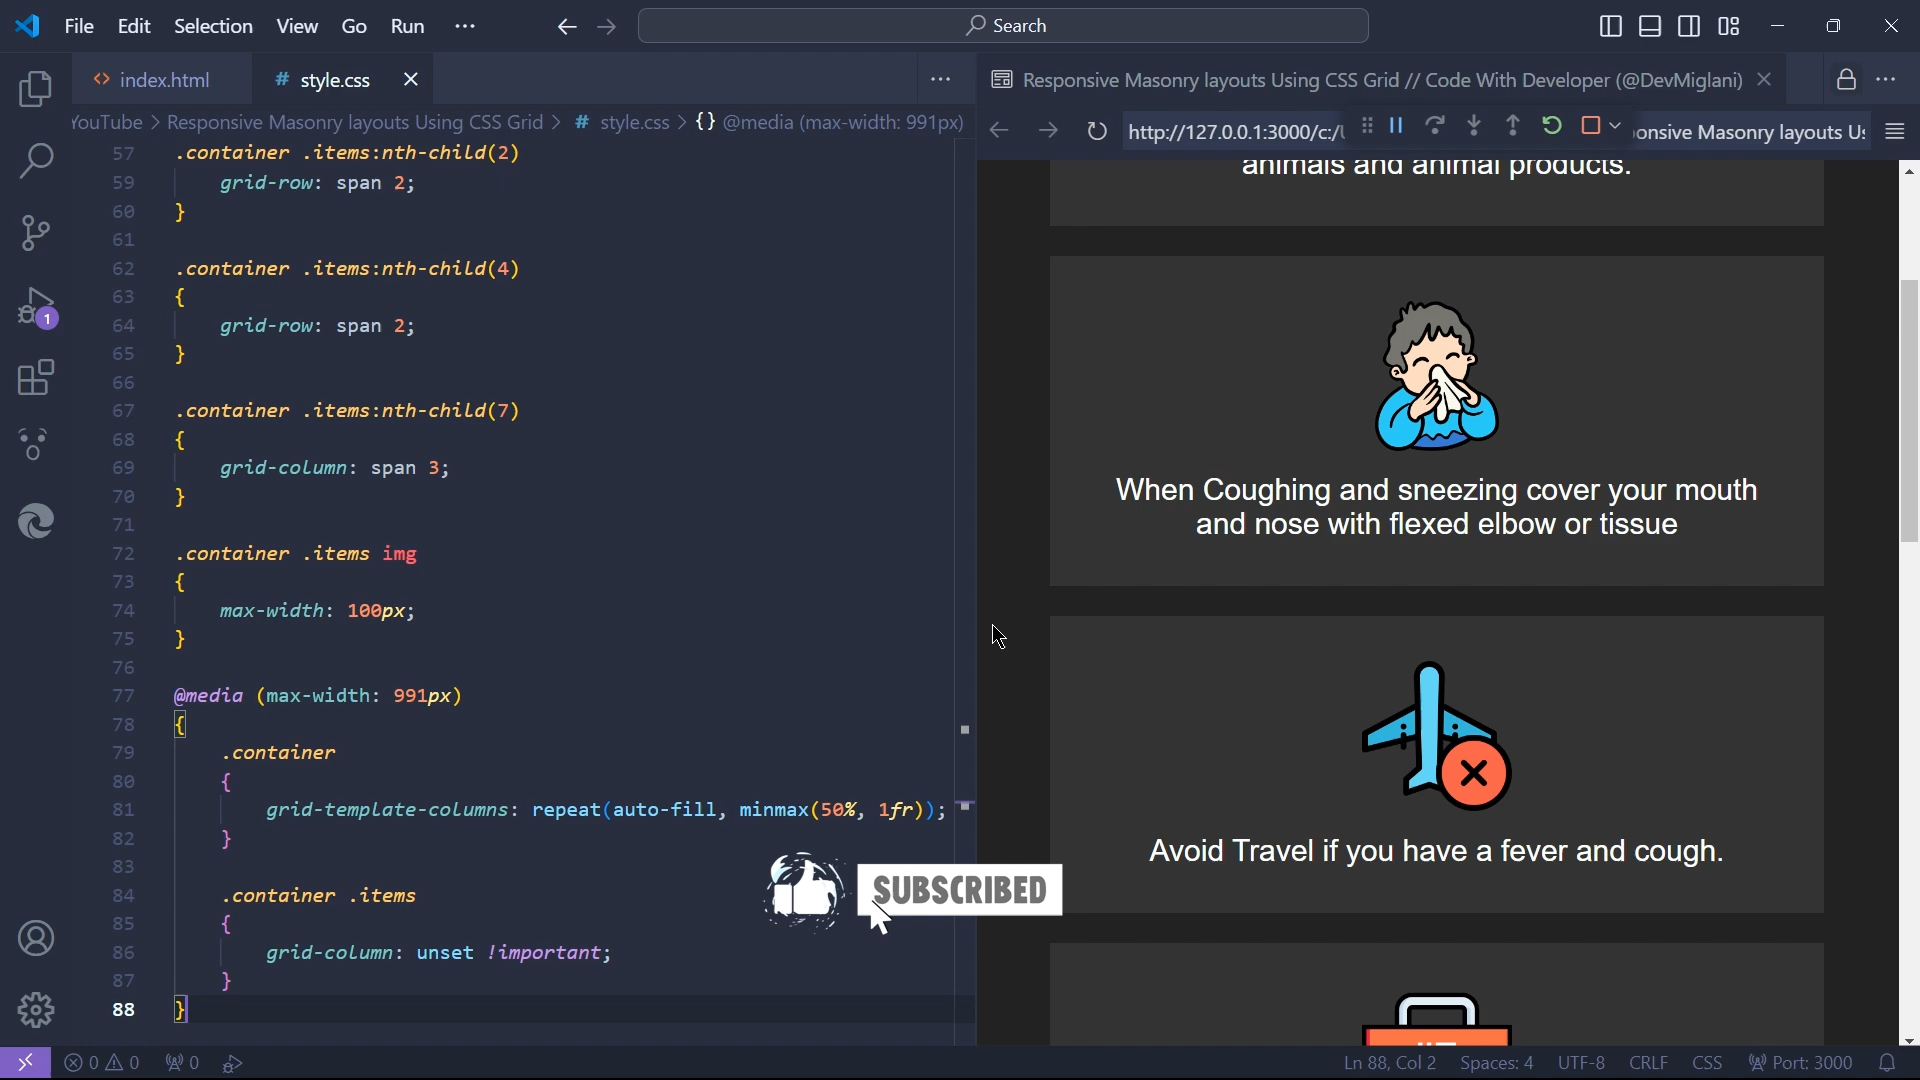 File Edit Selection View Go Run ··· Search
index.html # style.css
YouTube > Responsive Masonry layouts Using CSS Grid > # style.css > {} @media (max-width: 991px)
57 .container .items:nth-child(2)
59 grid-row: span 2;
60 }
61
62 .container .items:nth-child(4)
63 {
64 grid-row: span 2;
65 }
66
67 .container .items:nth-child(7)
68 {
69 grid-column: span 3;
70 }
71
72 .container .items img
73 {
74 max-width: 100px;
75 }
76
77 @media (max-width: 991px)
78 {
79 .container
80 {
81 grid-template-columns: repeat(auto-fill, minmax(50%, 1fr));
82 }
83
84 .container .items
85 {
86 grid-column: unset !important;
87 }
88 }
Responsive Masonry layouts Using CSS Grid // Code With Developer (@DevMiglani)
http://127.0.0.1:3000/c:/ onsive Masonry layouts Us
animals and animal products.
When Coughing and sneezing cover your mouth
and nose with flexed elbow or tissue
Avoid Travel if you have a fever and cough.
SUBSCRIBED
1
0 0 0 Ln 88, Col 2 Spaces: 4 UTF-8 CRLF CSS Port: 3000